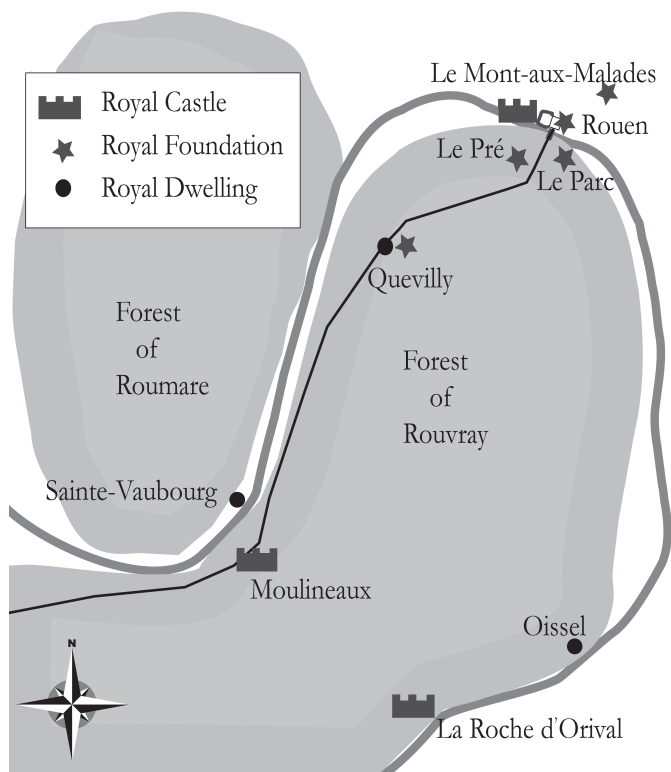 Le Mont-aux-Malades
Royal Castle
Royal Foundation
Royal Dwelling
Rouen
Le Pré
Le Parc
Quevilly
Forest
of
Roumare
Forest
of
Rouvray
Sainte-Vaubourg
Moulineaux
Oissel
N
La Roche d'Orival